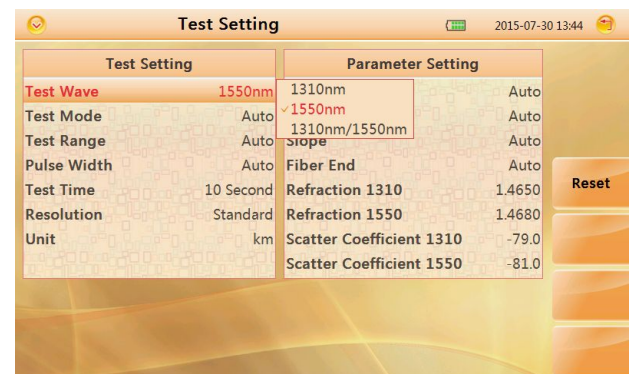 Test Setting
2015-07-30 13:44
Test Setting
Test Wave 1550nm
Test Mode Auto
Test Range Auto
Pulse Width Auto
Test Time 10 Second
Resolution Standard
Unit km
Parameter Setting
1310nm
✓1550nm
1310nm/1550nm
Auto
Auto
Slope Auto
Fiber End Auto
Refraction 1310 1.4650
Refraction 1550 1.4680
Scatter Coefficient 1310 -79.0
Scatter Coefficient 1550 -81.0
Reset